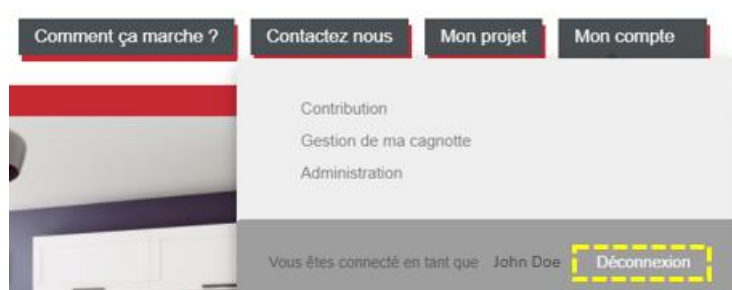 Comment ça marche ? Contactez nous Mon projet Mon compte
Contribution
Gestion de ma cagnotte
Administration
Vous êtes connecté en tant que John Doe Déconnexion